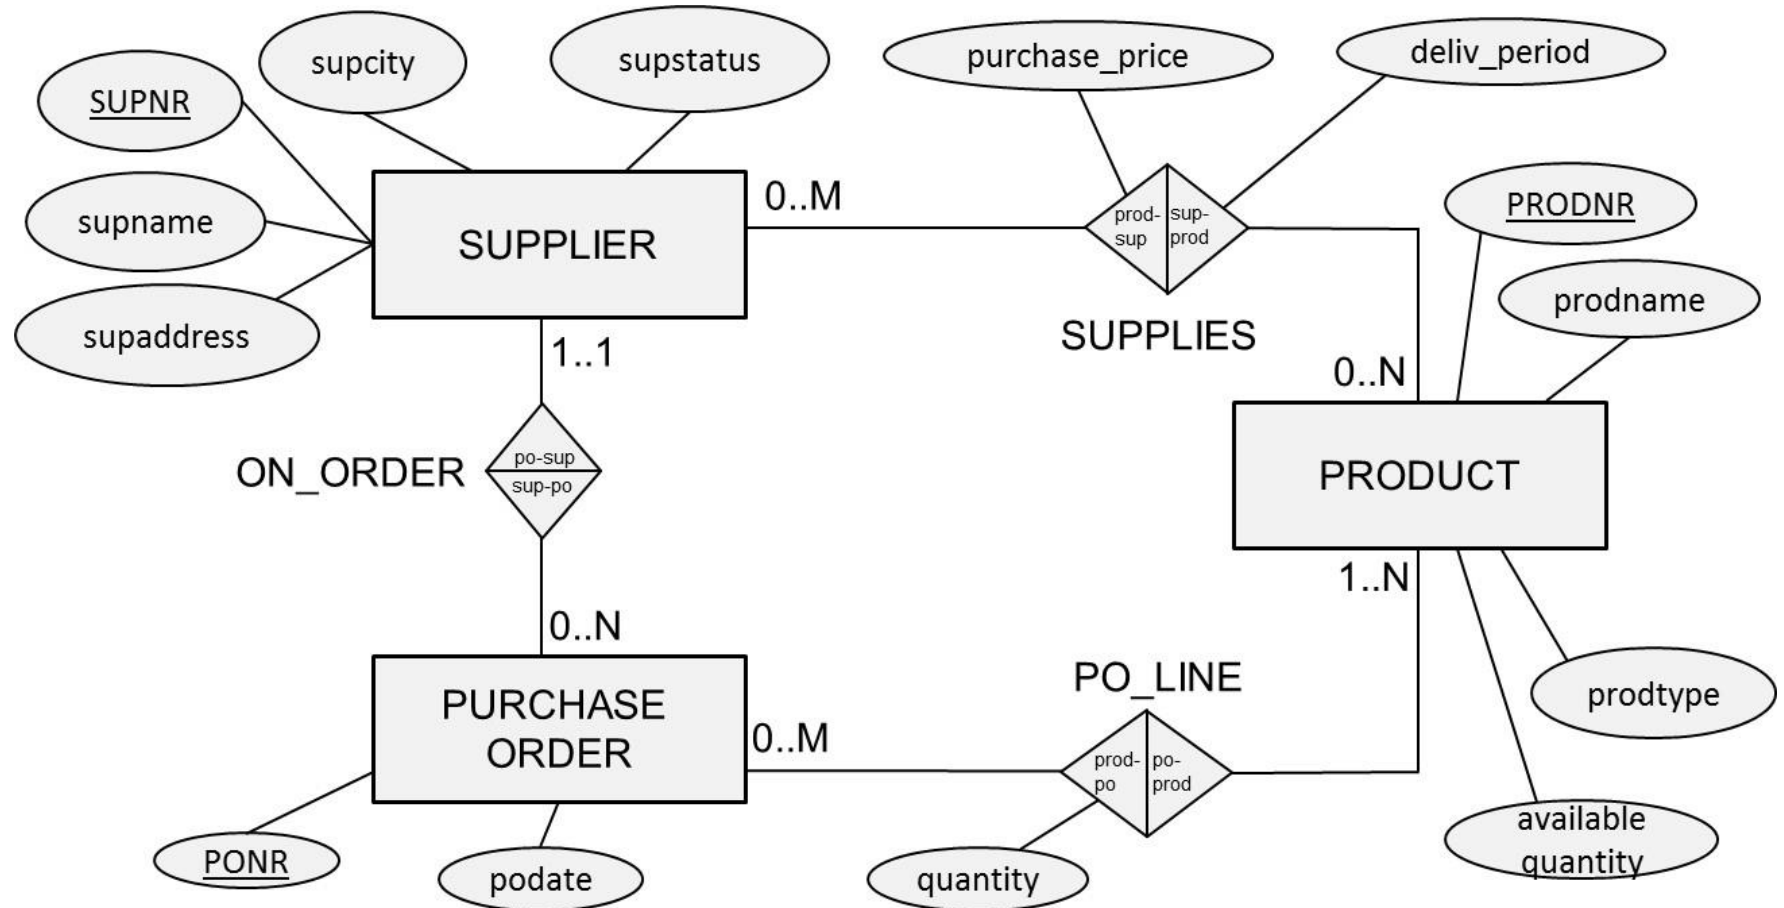 supcity
supstatus
purchase_price
deliv_period
SUPNR
supname
supaddress
SUPPLIER
0..M
prod-
sup
sup-
prod
SUPPLIES
PRODNR
prodname
0..N
1..1
ON_ORDER
po-sup
sup-po
PRODUCT
0..N
1..N
PURCHASE
ORDER
0..M
PO_LINE
prod-
po
po-
prod
prodtype
PONR
podate
quantity
available
quantity